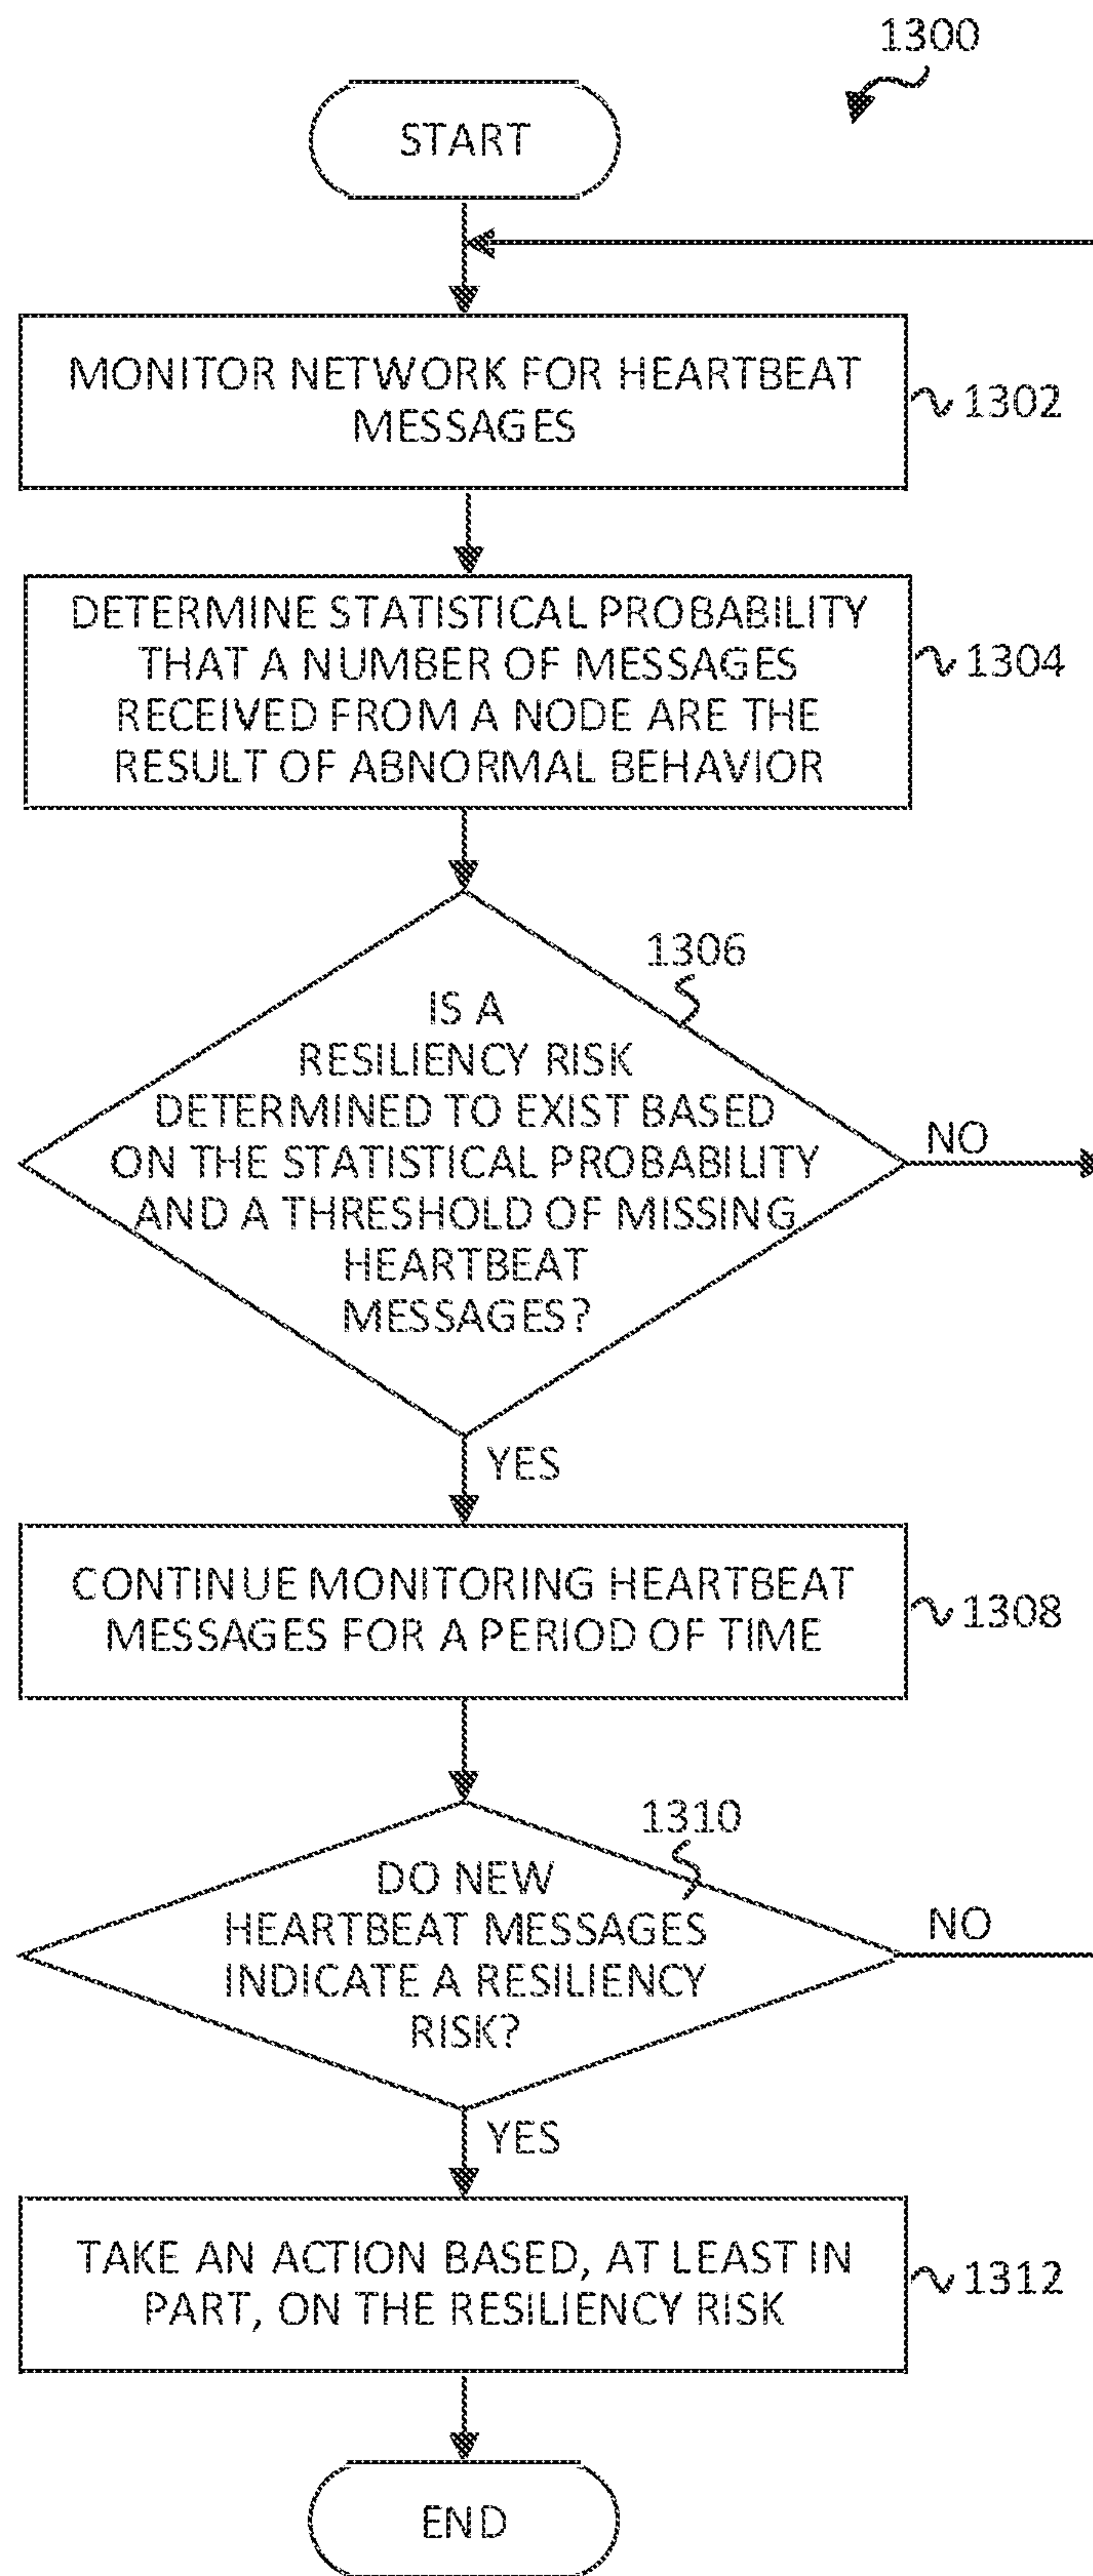 1300
START
MONITOR NETWORK FOR HEARTBEAT
MESSAGES
1302
DETERMINE STATISTICAL PROBABILITY
THAT A NUMBER OF MESSAGES
RECEIVED FROM A NODE ARE THE
RESULT OF ABNORMAL BEHAVIOR
1304
1306
IS A
RESILIENCY RISK
DETERMINED TO EXIST BASED
ON THE STATISTICAL PROBABILITY
AND A THRESHOLD OF MISSING
HEARTBEAT
MESSAGES?
NO
YES
CONTINUE MONITORING HEARTBEAT
MESSAGES FOR A PERIOD OF TIME
1308
1310
DO NEW
HEARTBEAT MESSAGES
INDICATE A RESILIENCY
RISK?
NO
YES
TAKE AN ACTION BASED, AT LEAST IN
PART, ON THE RESILIENCY RISK
1312
END